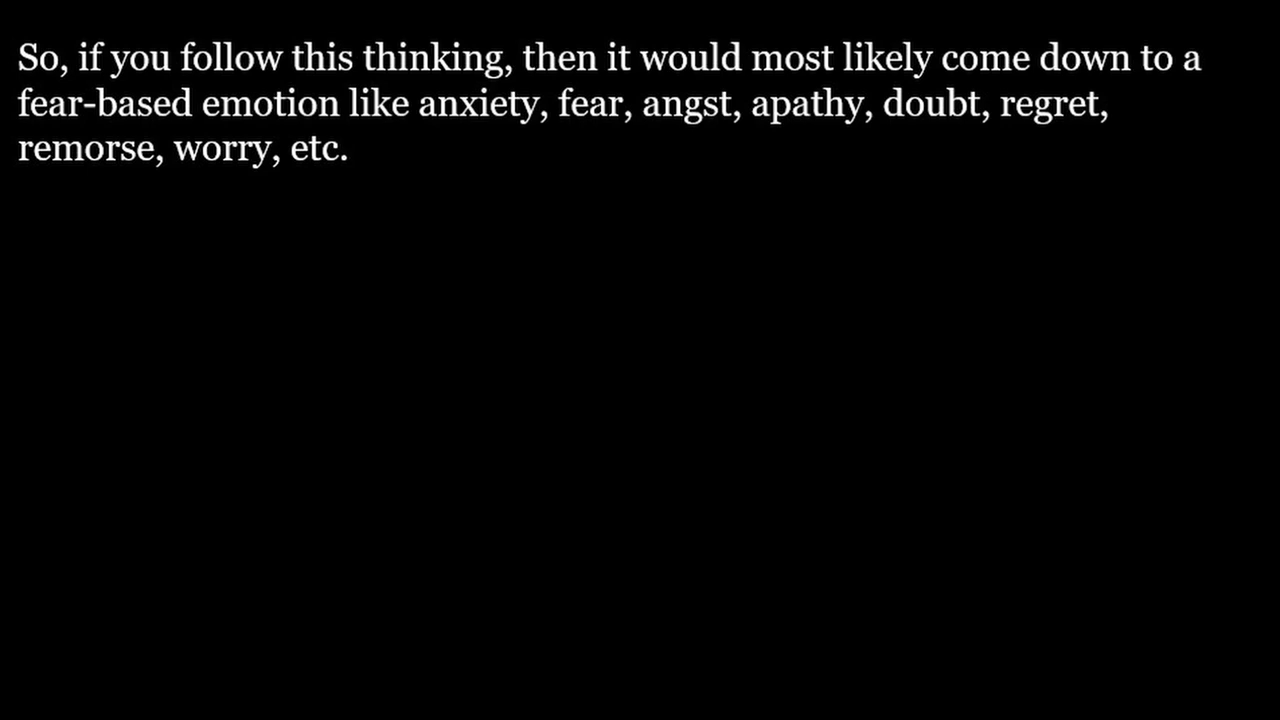 So, if you follow this thinking, then it would most likely come down to a
fear-based emotion like anxiety, fear, angst, apathy, doubt, regret,
remorse, worry, etc.